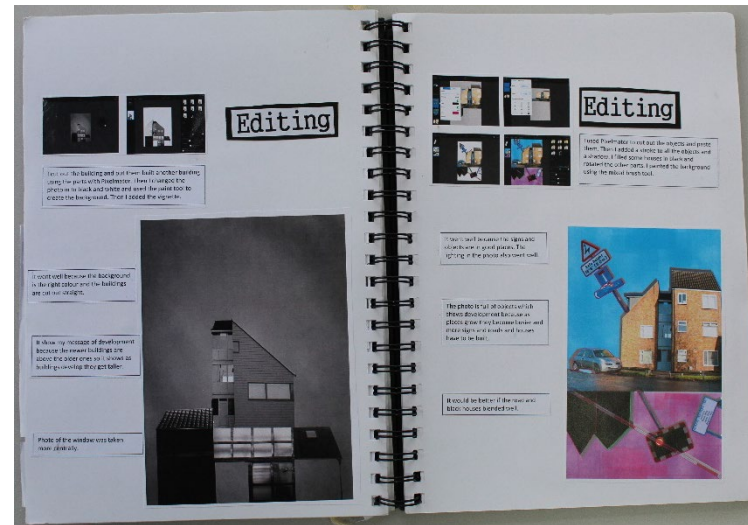 Editing
I cut out the building and put them built another building
using the parts with Pixelmator. Then I changed the
photo in to black and white and used the paint tool to
create the background. Then I added the vignette.
It went well because the background
is the right colour and the buildings
are cut out straight.
It show my message of development
because the newer buildings are
above the older ones so it shows as
buildings develop they get taller.
Photo of the window was taken
more centrally.
Editing
I used Pixelmator to cut out the objects and paste
them. Then I added a stroke to all the objects and
a shadow. I filled some houses in black and
rotated the other parts. I painted the background
using the mixed brush tool.
It went well because the signs and
objects are in good places. The
lighting in the photo also went well.
The photo is full of objects which
shows development because as
places grow they become busier and
more signs and roads and houses
have to be built.
It would be better if the road and
black houses blended well.